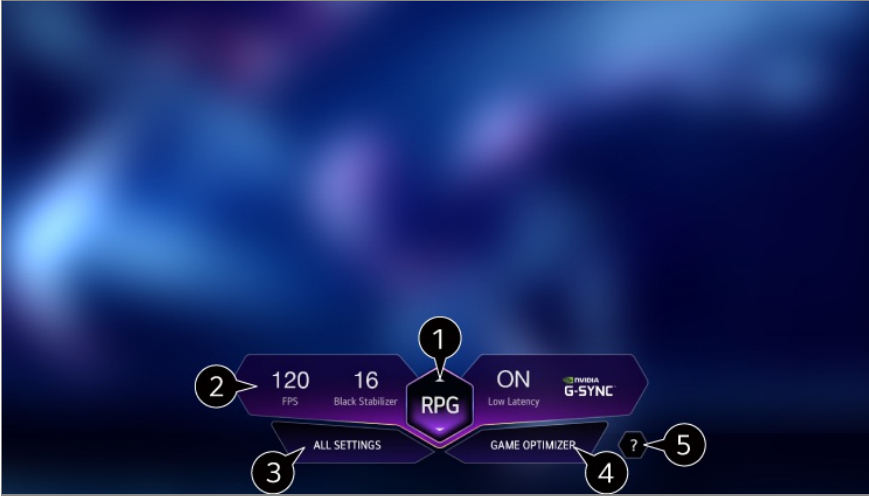 1
2
120
FPS
16
Black Stabilizer
RPG
ON
Low Latency
NVIDIA
G-SYNC
3
ALL SETTINGS
GAME OPTIMIZER
4
?
5